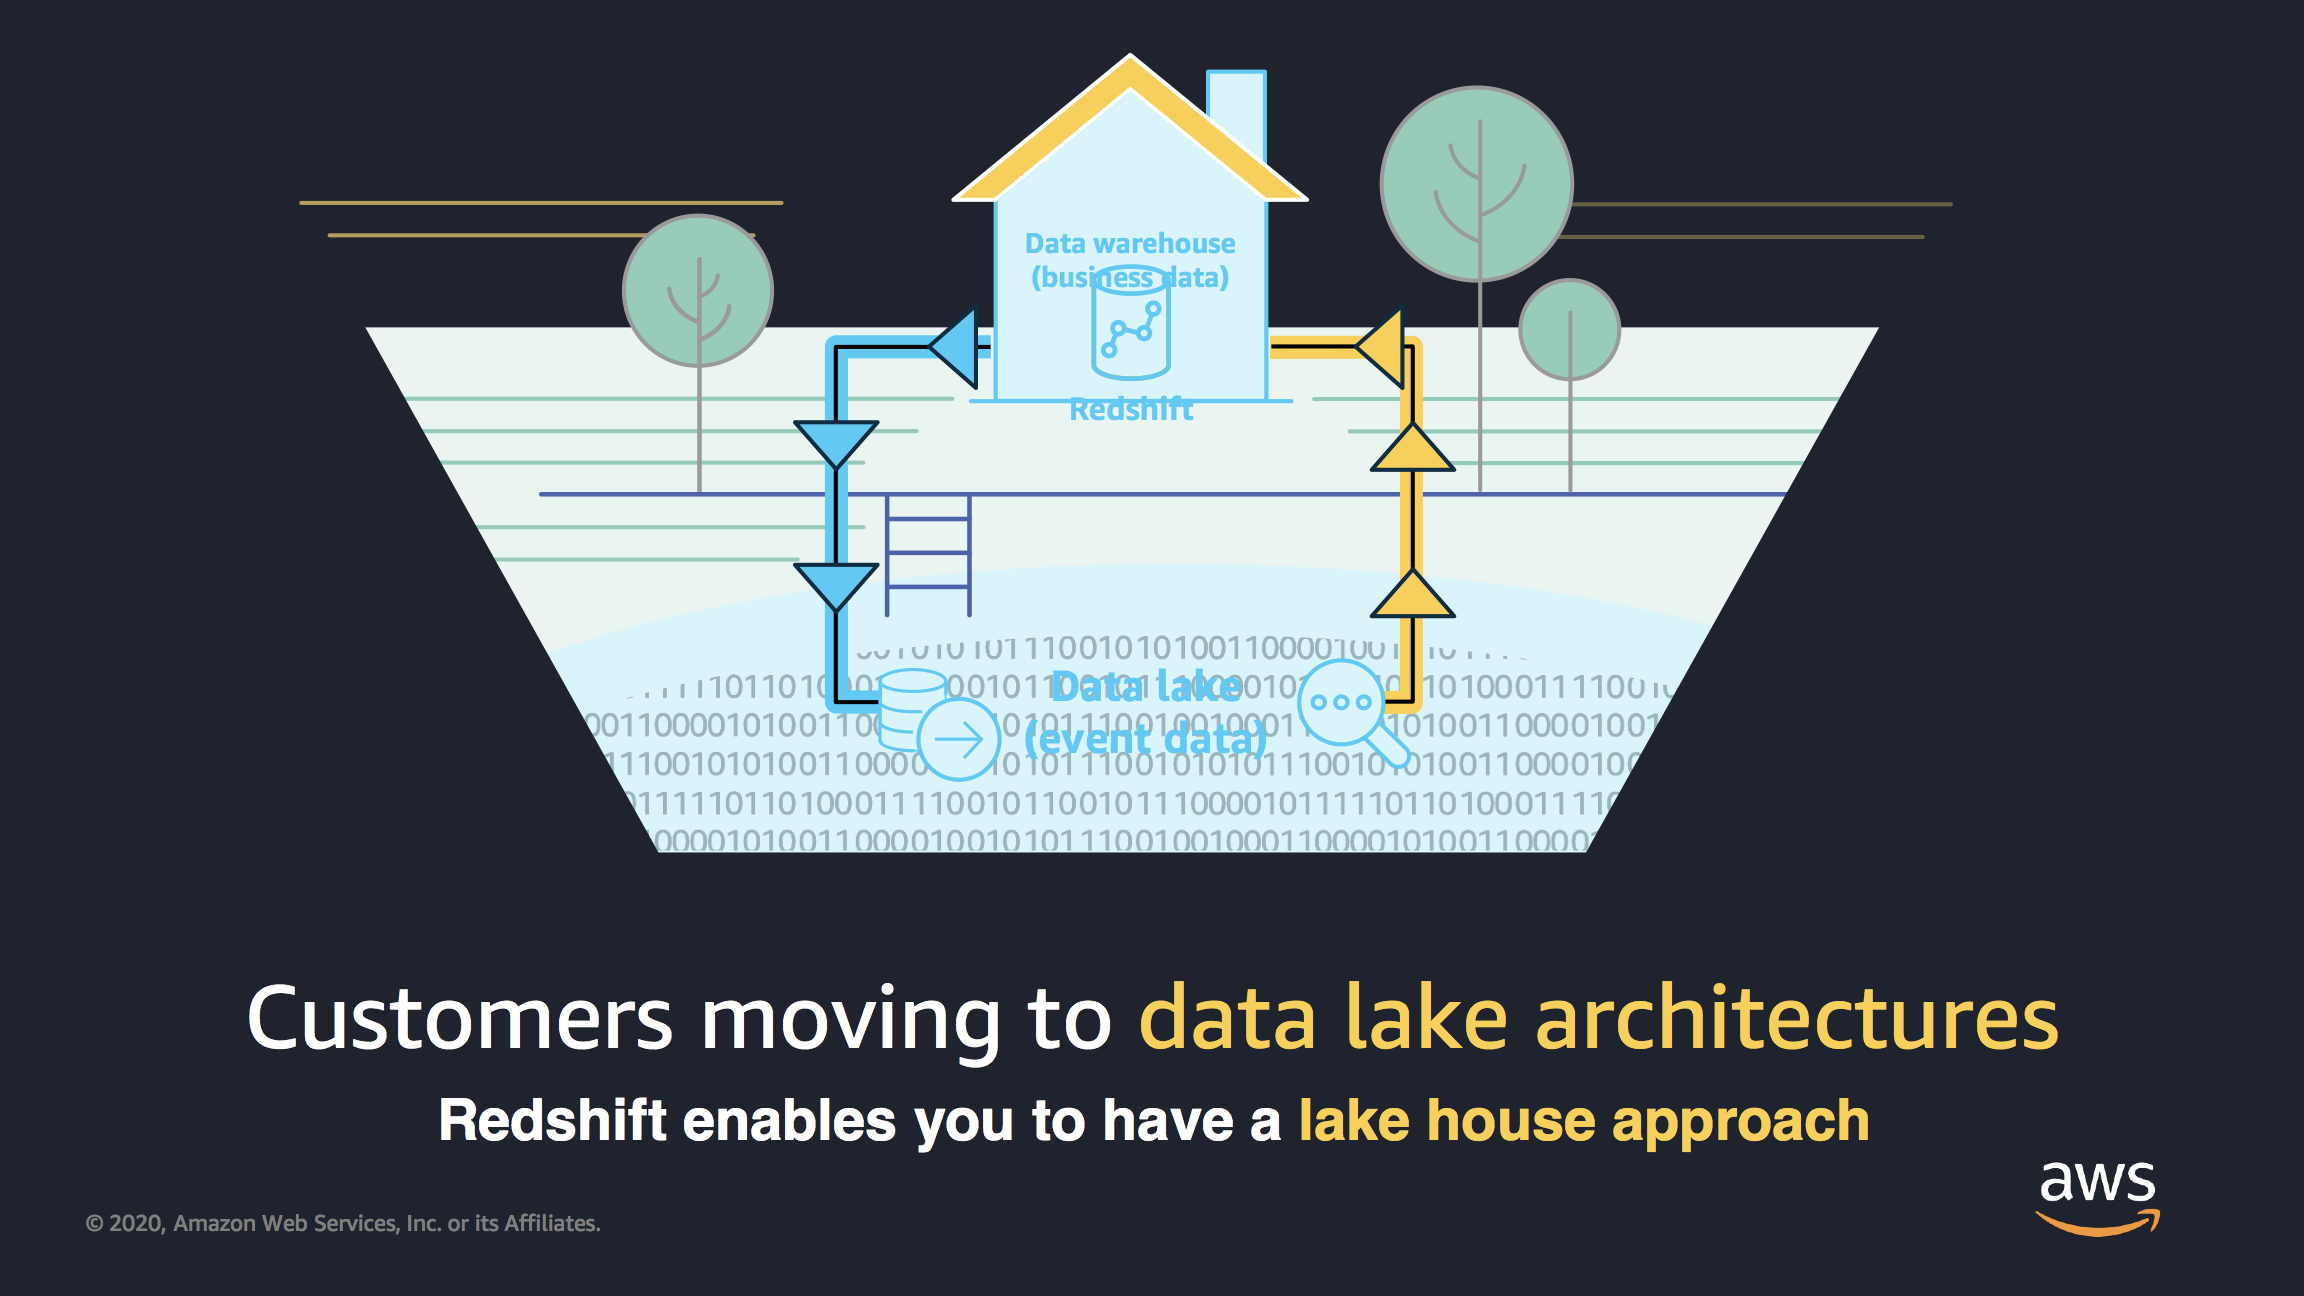 Data warehouse
(business data)
Redshift
Data lake
(event data)
Customers moving to data lake architectures
Redshift enables you to have a lake house approach
aws
© 2020, Amazon Web Services, Inc. or its Affiliates.